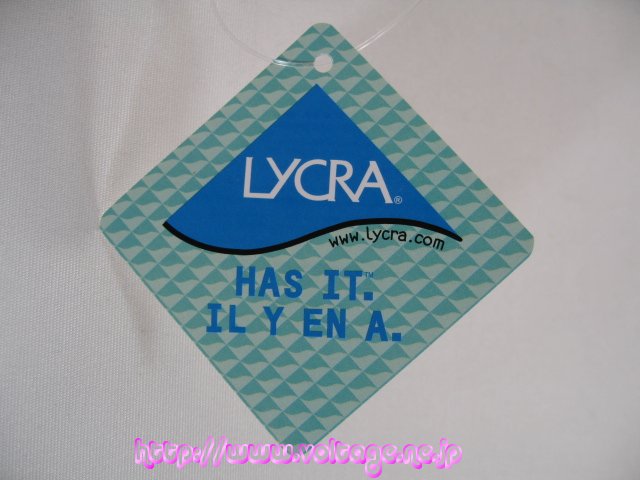 LYCRA®
www.lycra.com
HAS IT.™
IL Y EN A.
http://www.voltage.ne.jp